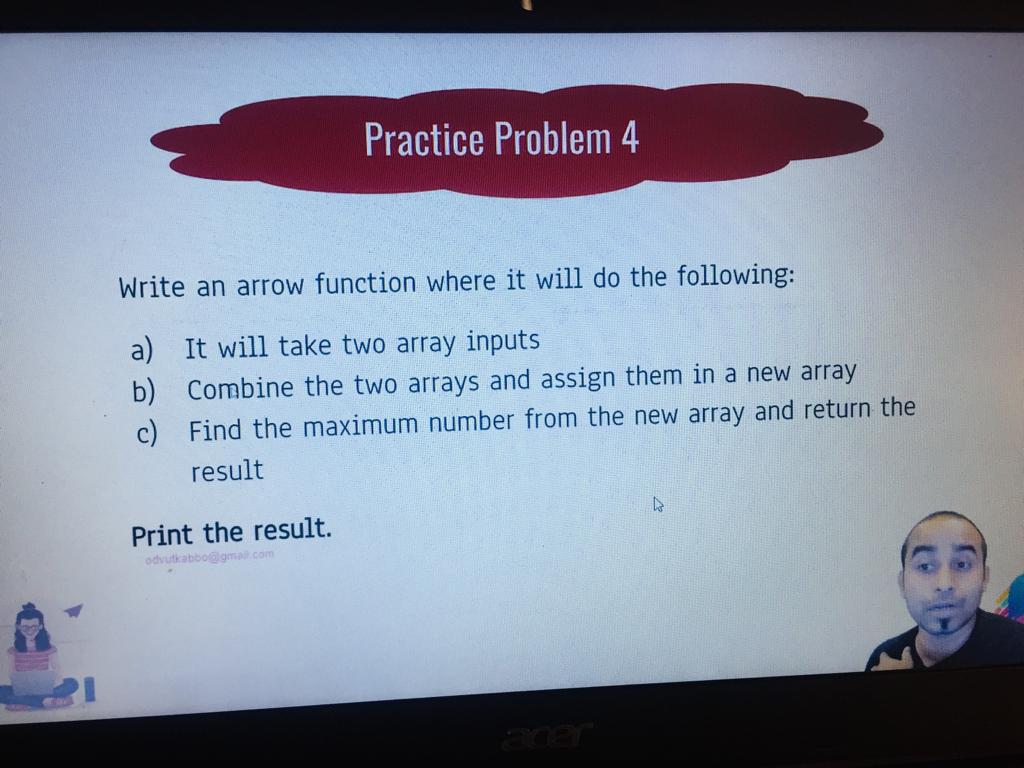 Practice Problem 4
Write an arrow function where it will do the following:
a) It will take two array inputs
b) Combine the two arrays and assign them in a new array
c) Find the maximum number from the new array and return the
result
Print the result.
odvutkabbo@gmail.com
acer